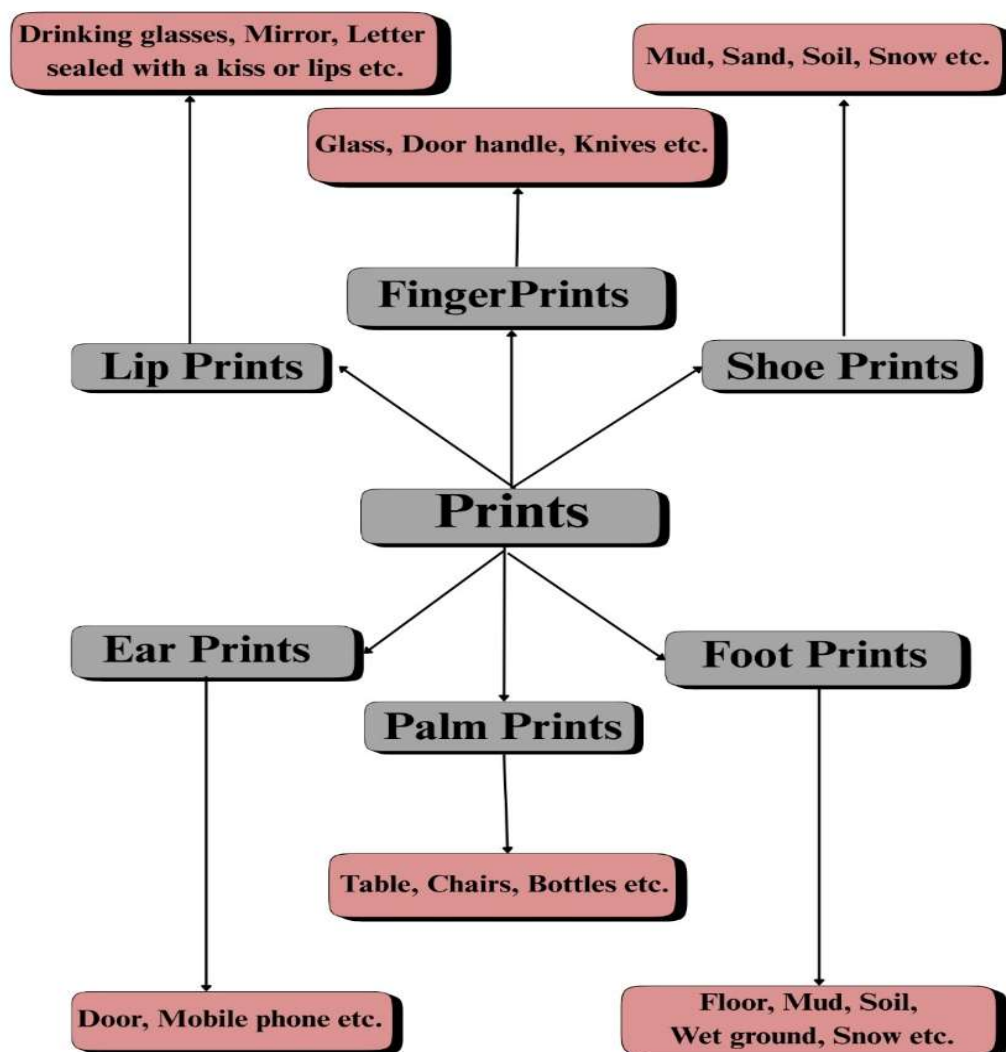 Drinking glasses, Mirror, Letter
sealed with a kiss or lips etc.
Mud, Sand, Soil, Snow etc.
Glass, Door handle, Knives etc.
FingerPrints
Lip Prints
Shoe Prints
Prints
Ear Prints
Foot Prints
Palm Prints
Table, Chairs, Bottles etc.
Door, Mobile phone etc.
Floor, Mud, Soil,
Wet ground, Snow etc.